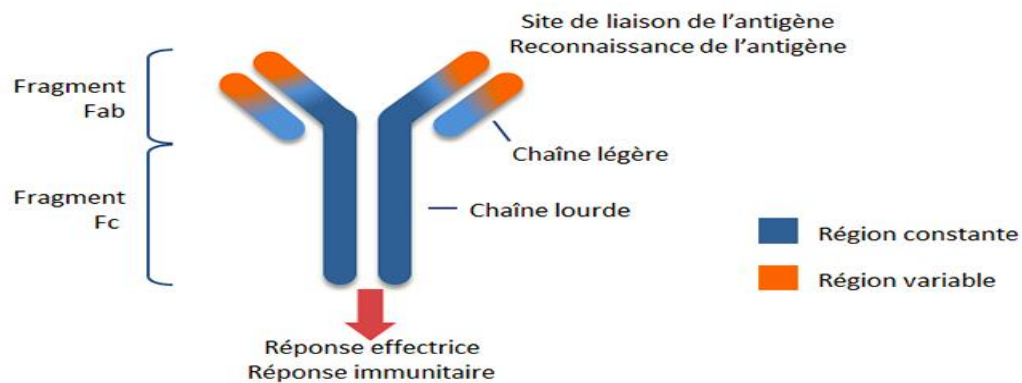 Site de liaison de l'antigène
Reconnaissance de l'antigène
Fragment
Fab
Chaîne légère
Fragment
Fc
Chaîne lourde
Région constante
Région variable
Réponse effectrice
Réponse immunitaire